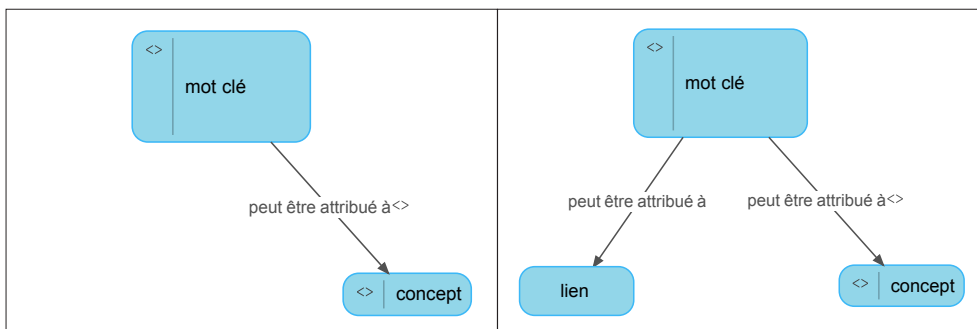 <>
mot clé
peut être attribué à<>
<> concept
<>
mot clé
peut être attribué à
peut être attribué à<>
lien
<> concept